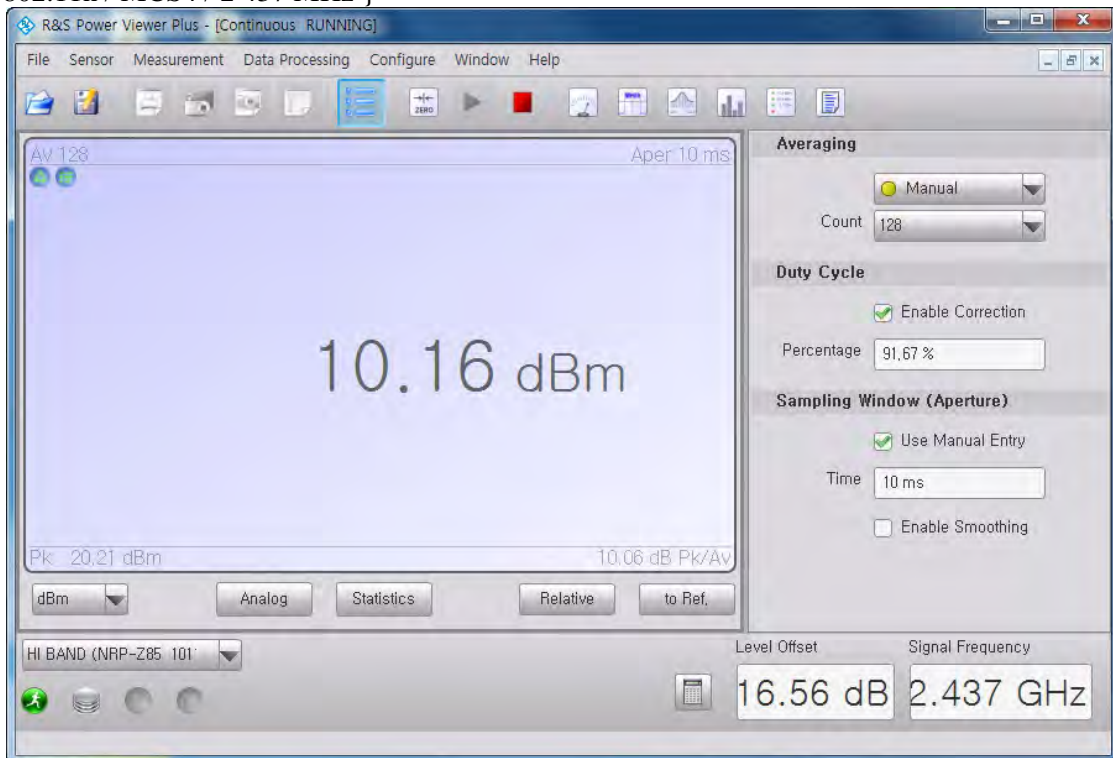 R&S Power Viewer Plus - [Continuous RUNNING]
File Sensor Measurement Data Processing Configure Window Help
ZERO
Av 128 Aper 10 ms
10.16 dBm
Pk 20.21 dBm 10.06 dB Pk/Av
dBm Analog Statistics Relative to Ref.
Averaging
Manual
Count 128
Duty Cycle
Enable Correction
Percentage 91,67 %
Sampling Window (Aperture)
Use Manual Entry
Time 10 ms
Enable Smoothing
HI BAND (NRP-Z85 101
Level Offset Signal Frequency
16.56 dB 2.437 GHz